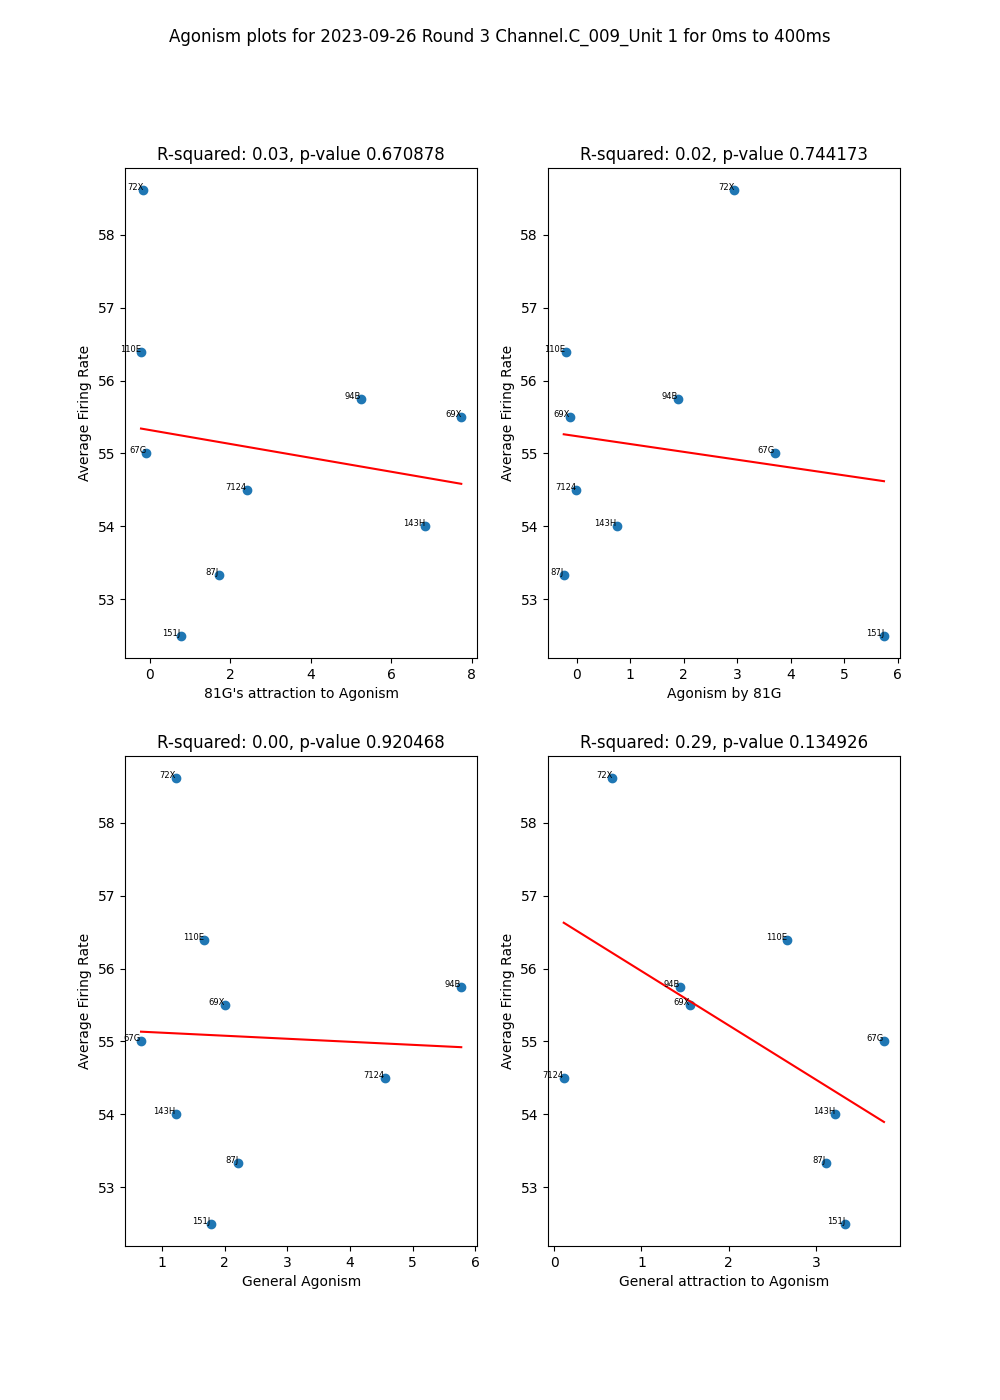 Agonism plots for 2023-09-26 Round 3 Channel.C_009_Unit 1 for 0ms to 400ms
R-squared: 0.03, p-value 0.670878
72X
110E
94B
69X
67G
7124
143H
87J
151J
58
57
56
55
54
53
Average Firing Rate
0 2 4 6 8
81G's attraction to Agonism
R-squared: 0.02, p-value 0.744173
72X
110E
94B
69X
67G
7124
143H
87J
151J
58
57
56
55
54
53
Average Firing Rate
0 1 2 3 4 5 6
Agonism by 81G
R-squared: 0.00, p-value 0.920468
72X
110E
94B
69X
67G
7124
143H
87J
151J
58
57
56
55
54
53
Average Firing Rate
1 2 3 4 5 6
General Agonism
R-squared: 0.29, p-value 0.134926
72X
110E
94B
69X
67G
7124
143H
87J
151J
58
57
56
55
54
53
Average Firing Rate
0 1 2 3
General attraction to Agonism